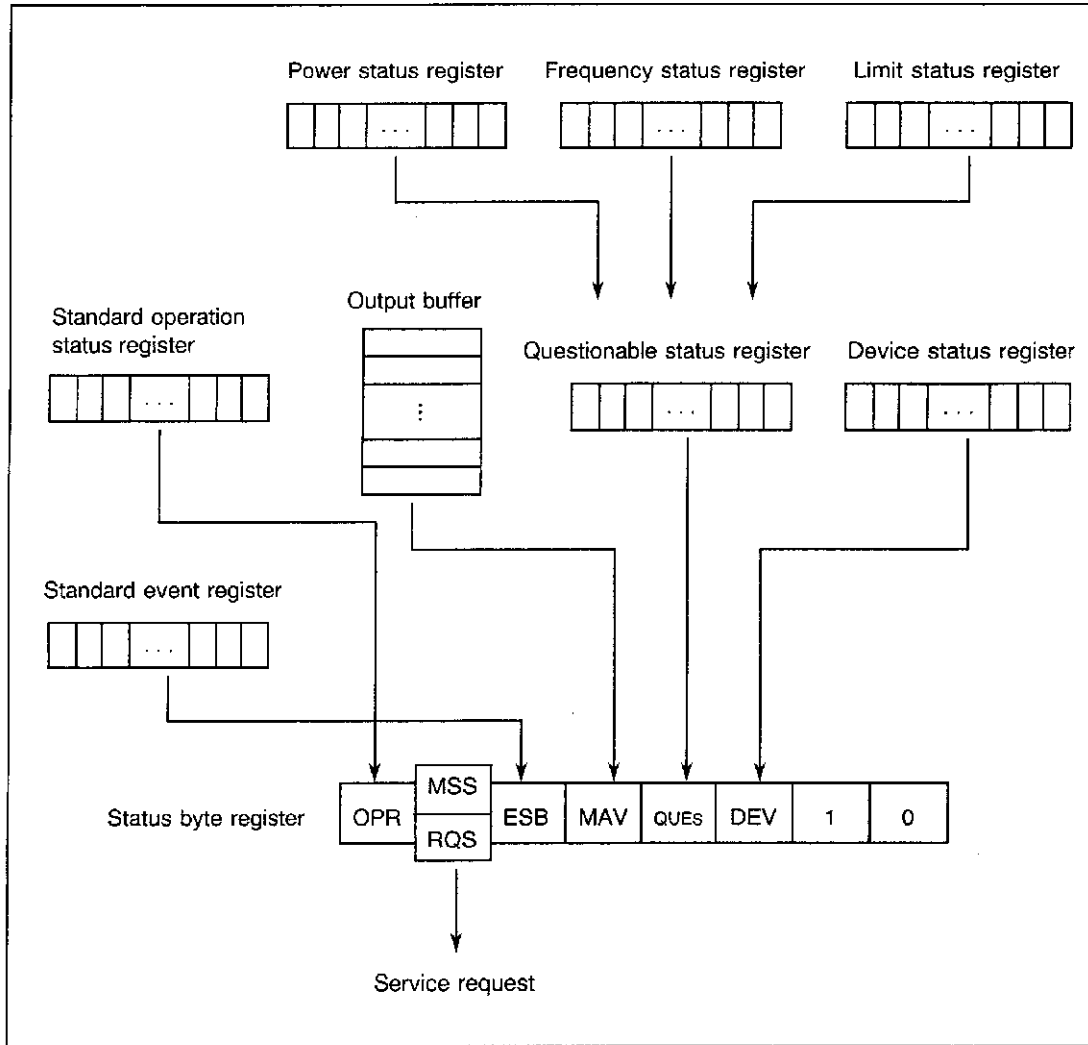 Power status register
Frequency status register
Limit status register
. . .
. . .
. . .
Output buffer
Standard operation
status register
Questionable status register
Device status register
. . .
. . .
. . .
...
Standard event register
. . .
MSS
Status byte register
OPR
ESB
MAV
QUEs
DEV
1
0
RQS
Service request